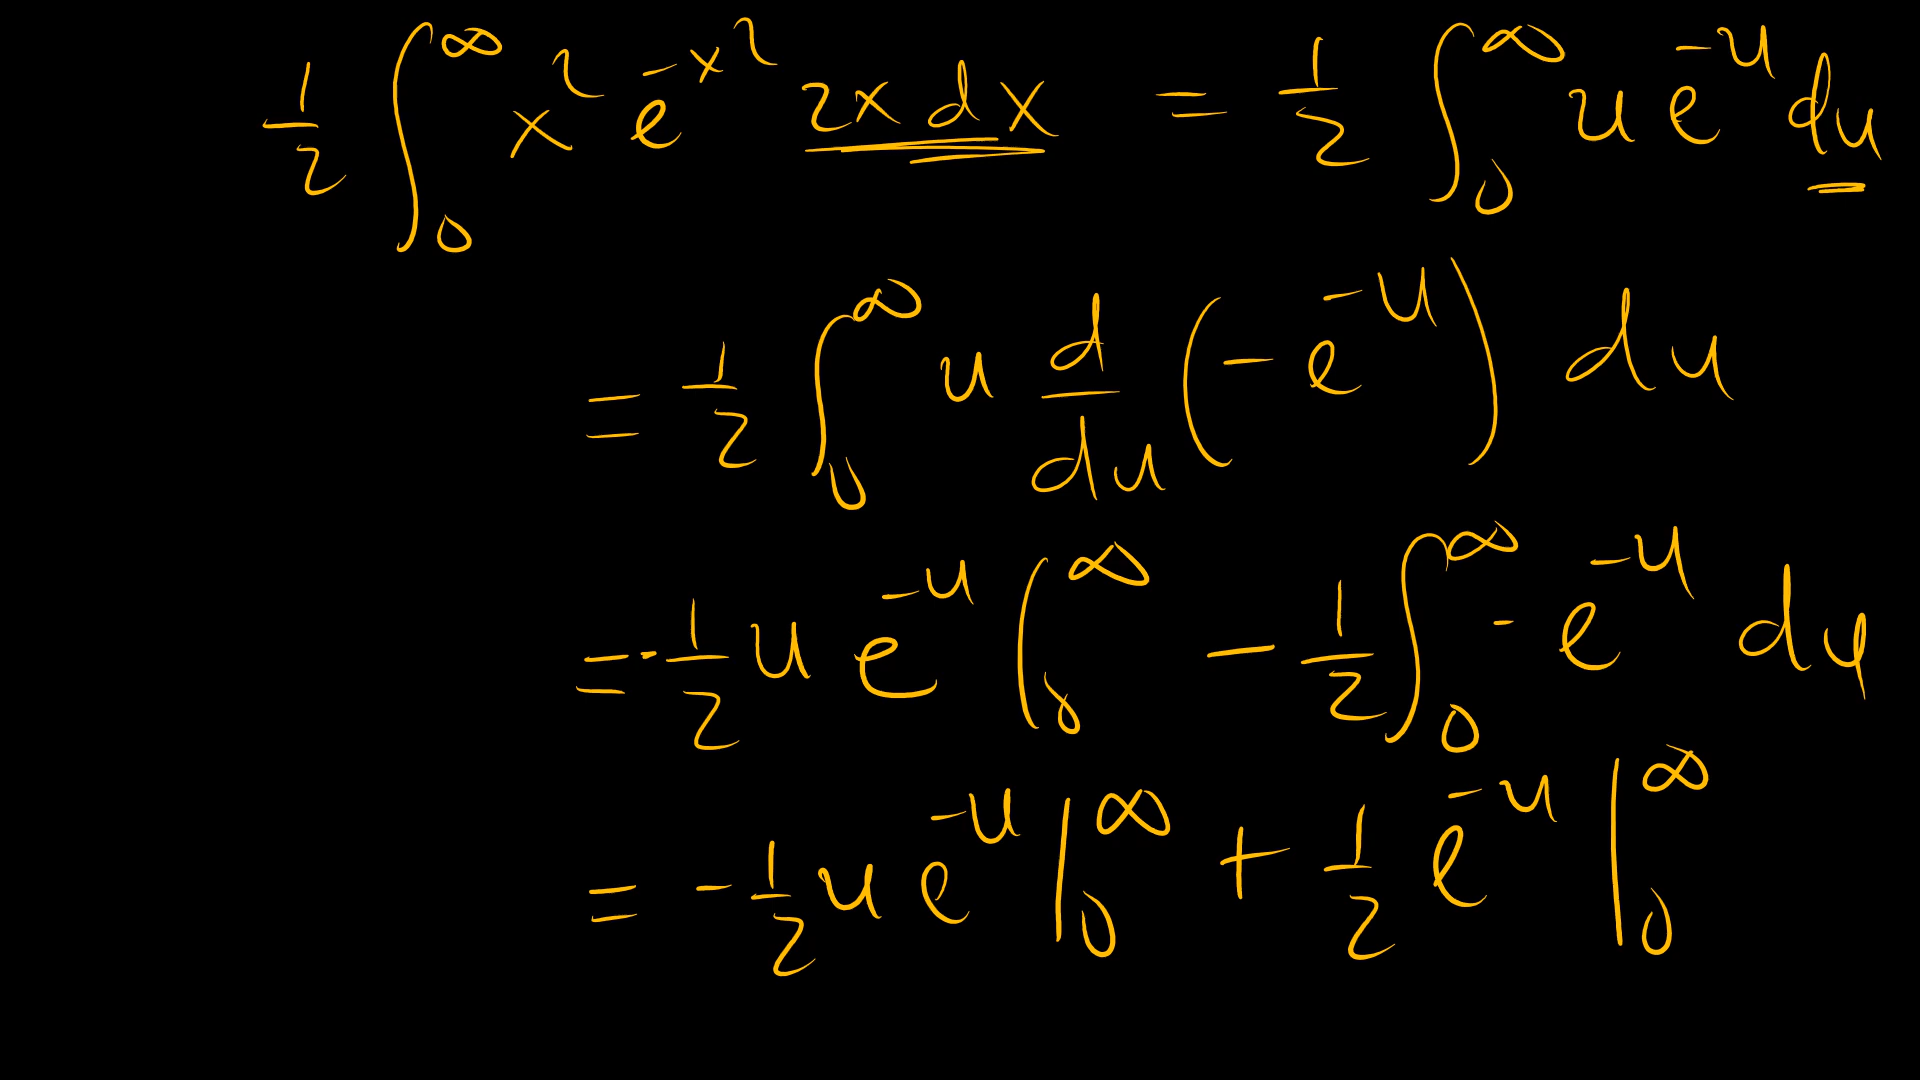 ½ ∫₀^∞ x² e^{-x²} 2x dx = ½ ∫₀^∞ u e^{-u} du
= ½ ∫₀^∞ u d/du (-e^{-u}) du
= -½ u e^{-u} |₀^∞ - ½ ∫₀^∞ -e^{-u} du
= -½ u e^{-u} |₀^∞ + ½ e^{-u} |₀^∞